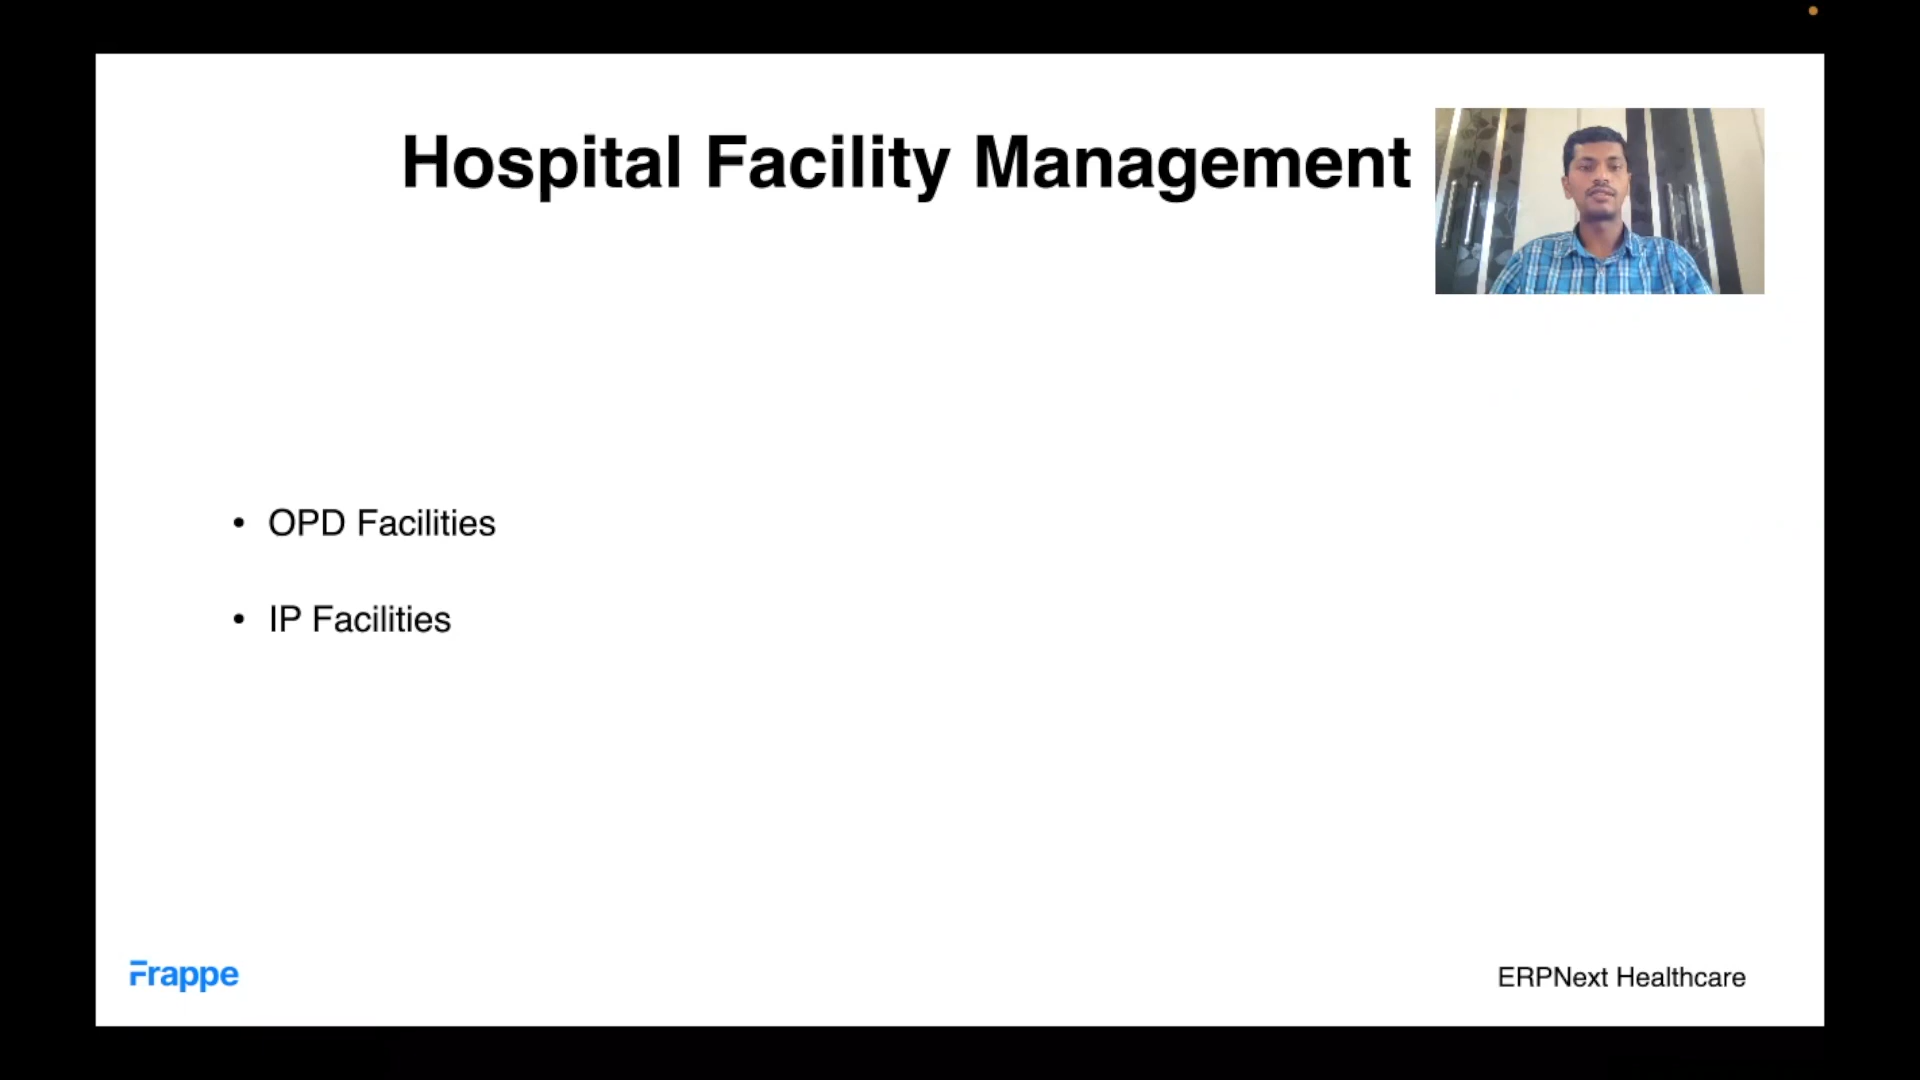 Hospital Facility Management
• OPD Facilities
• IP Facilities
Frappe
ERPNext Healthcare